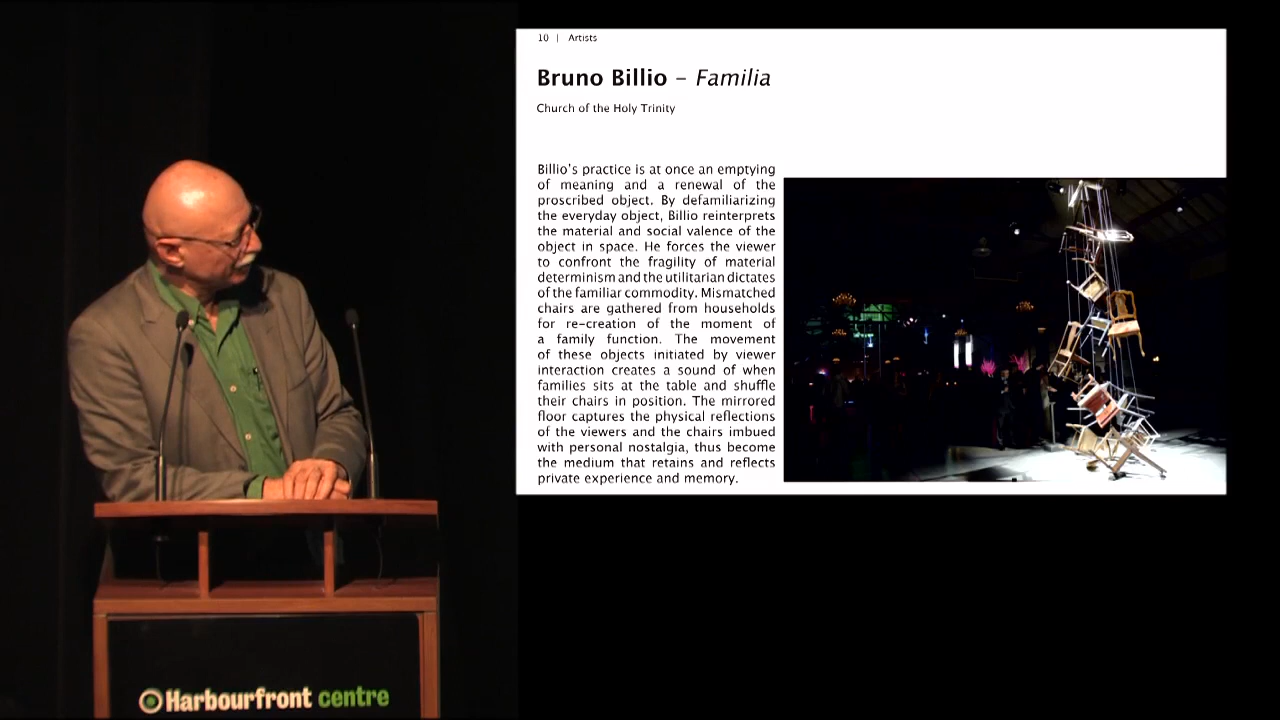 10 | Artists
Bruno Billio – Familia
Church of the Holy Trinity
Billio's practice is at once an emptying
of meaning and a renewal of the
proscribed object. By defamiliarizing
the everyday object, Billio reinterprets
the material and social valence of the
object in space. He forces the viewer
to confront the fragility of material
determinism and the utilitarian dictates
of the familiar commodity. Mismatched
chairs are gathered from households
for re-creation of the moment of
a family function. The movement
of these objects initiated by viewer
interaction creates a sound of when
families sits at the table and shuffle
their chairs in position. The mirrored
floor captures the physical reflections
of the viewers and the chairs imbued
with personal nostalgia, thus become
the medium that retains and reflects
private experience and memory.
Harbourfront centre